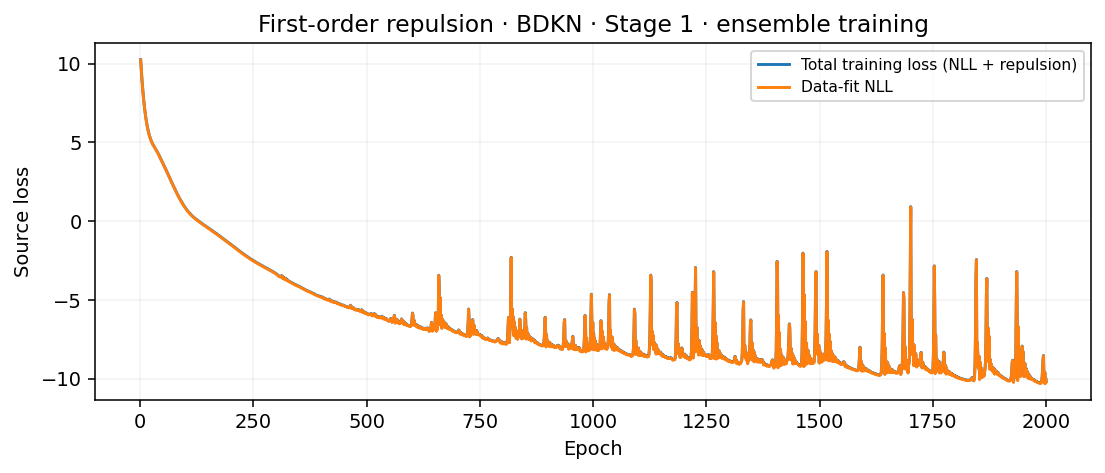 First-order repulsion · BDKN · Stage 1 · ensemble training
Total training loss (NLL + repulsion)
Data-fit NLL
Source loss
10
5
0
−5
−10
0 250 500 750 1000 1250 1500 1750 2000
Epoch